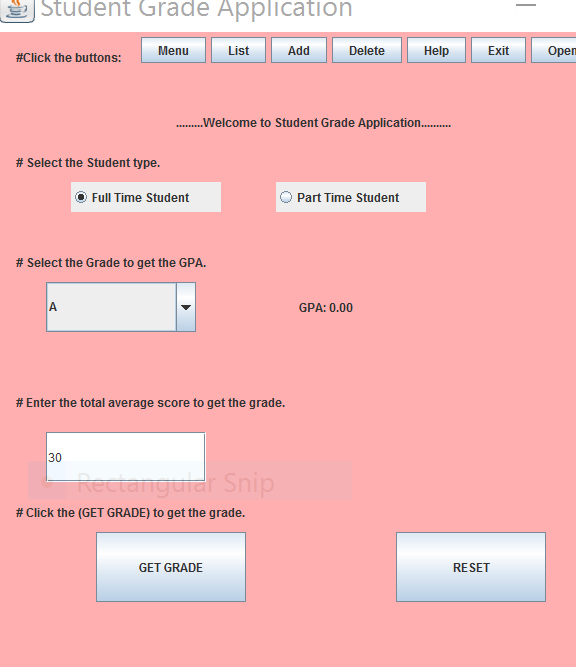 Student Grade Application
#Click the buttons: Menu List Add Delete Help Exit Open
.........Welcome to Student Grade Application..........
# Select the Student type.
Full Time Student Part Time Student
# Select the Grade to get the GPA.
A GPA: 0.00
# Enter the total average score to get the grade.
30
Rectangular Snip
# Click the (GET GRADE) to get the grade.
GET GRADE RESET